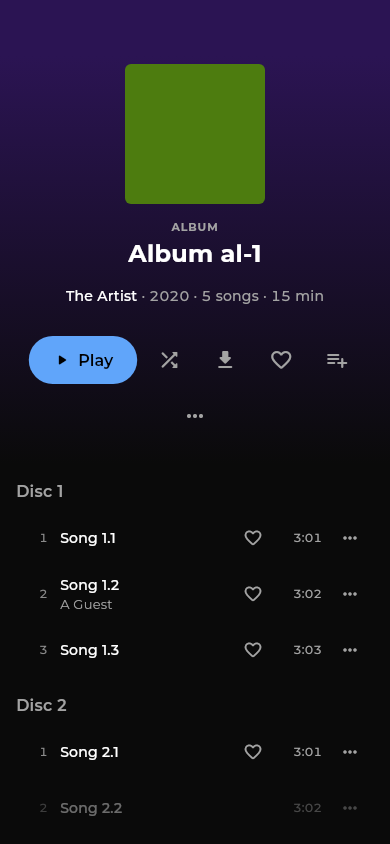 ALBUM
Album al-1
The Artist · 2020 · 5 songs · 15 min
Play
Disc 1
1 Song 1.1 3:01
2 Song 1.2 3:02
A Guest
3 Song 1.3 3:03
Disc 2
1 Song 2.1 3:01
2 Song 2.2 3:02